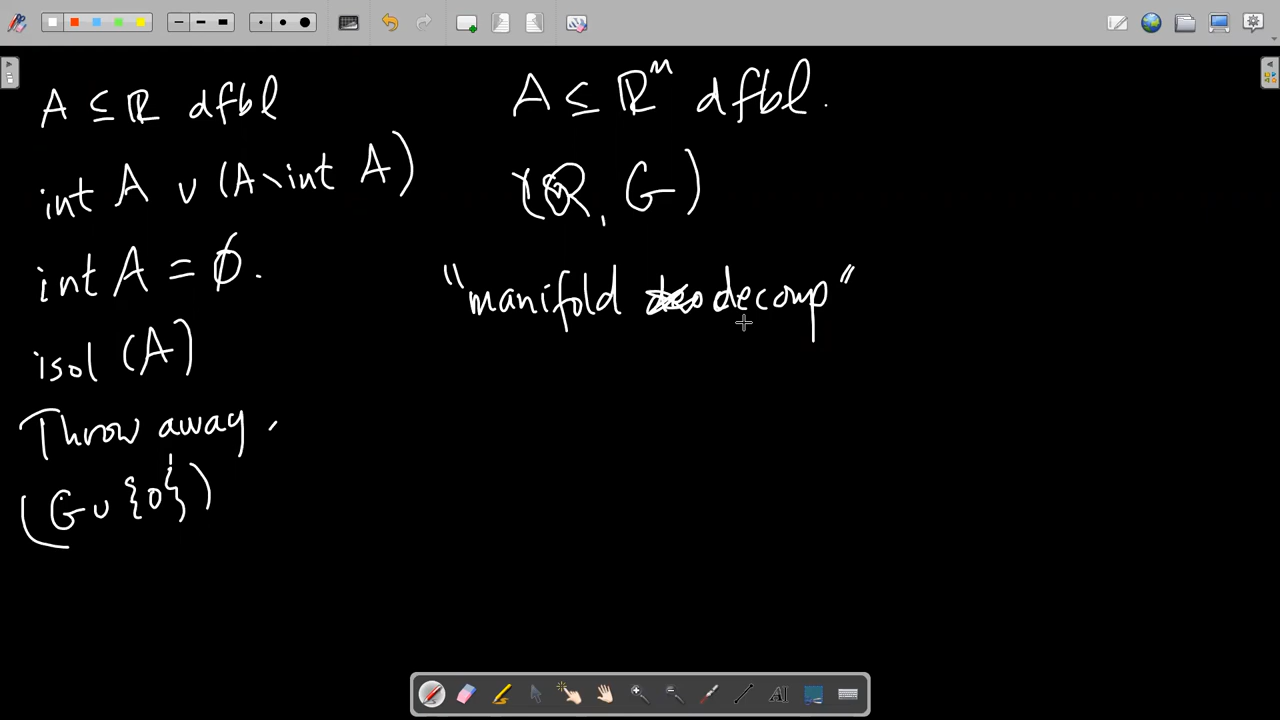 A ⊆ ℝ dfbl
int A ∪ (A \ int A)
int A = ∅.
isol (A)
Throw away.
(G ∪ {0})
A ⊆ ℝⁿ dfbl.
(ℝ, G)
"manifold decomp"